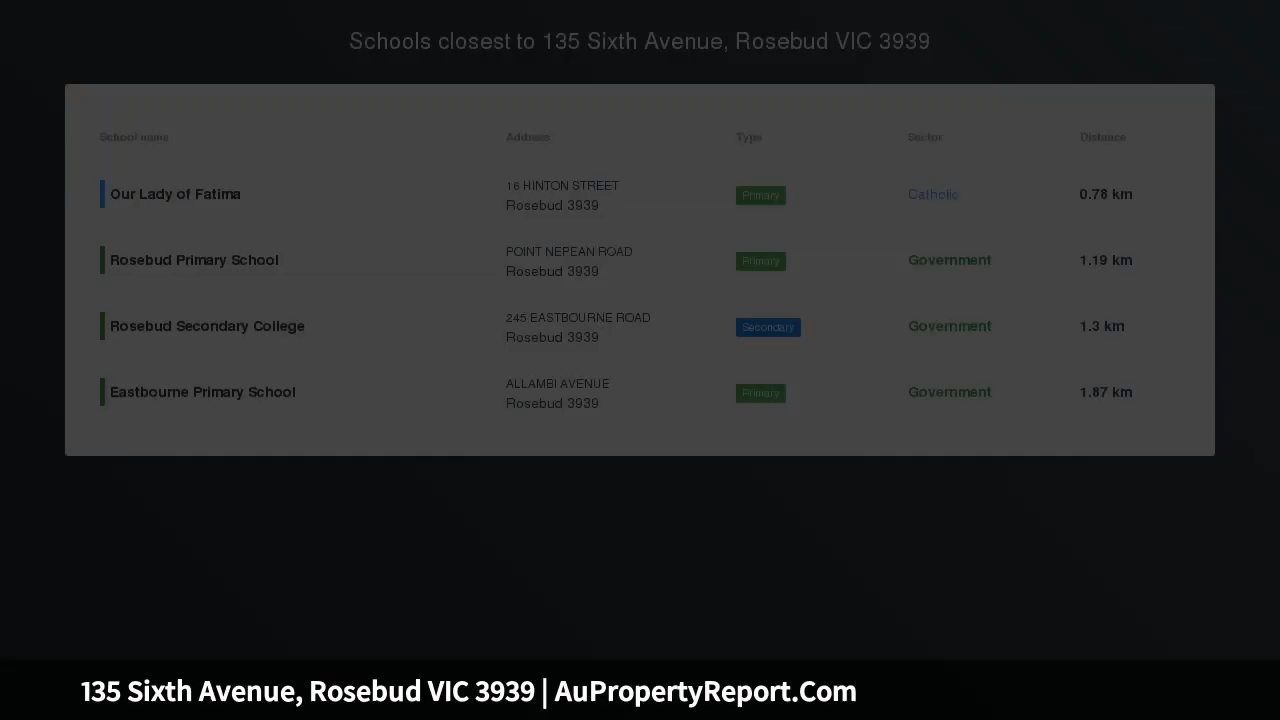 Schools closest to 135 Sixth Avenue, Rosebud VIC 3939
School name Address Type Sector Distance
Our Lady of Fatima 16 HINTON STREET Rosebud 3939 Primary Catholic 0.78 km
Rosebud Primary School POINT NEPEAN ROAD Rosebud 3939 Primary Government 1.19 km
Rosebud Secondary College 245 EASTBOURNE ROAD Rosebud 3939 Secondary Government 1.3 km
Eastbourne Primary School ALLAMBI AVENUE Rosebud 3939 Primary Government 1.87 km
135 Sixth Avenue, Rosebud VIC 3939 | AuPropertyReport.Com